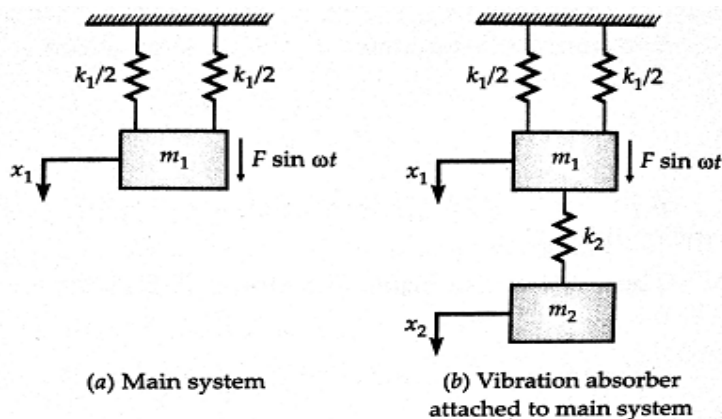 k₁/2
k₁/2
m₁
F sin ωt
x₁
(a) Main system
k₁/2
k₁/2
m₁
F sin ωt
x₁
k₂
m₂
x₂
(b) Vibration absorber
attached to main system